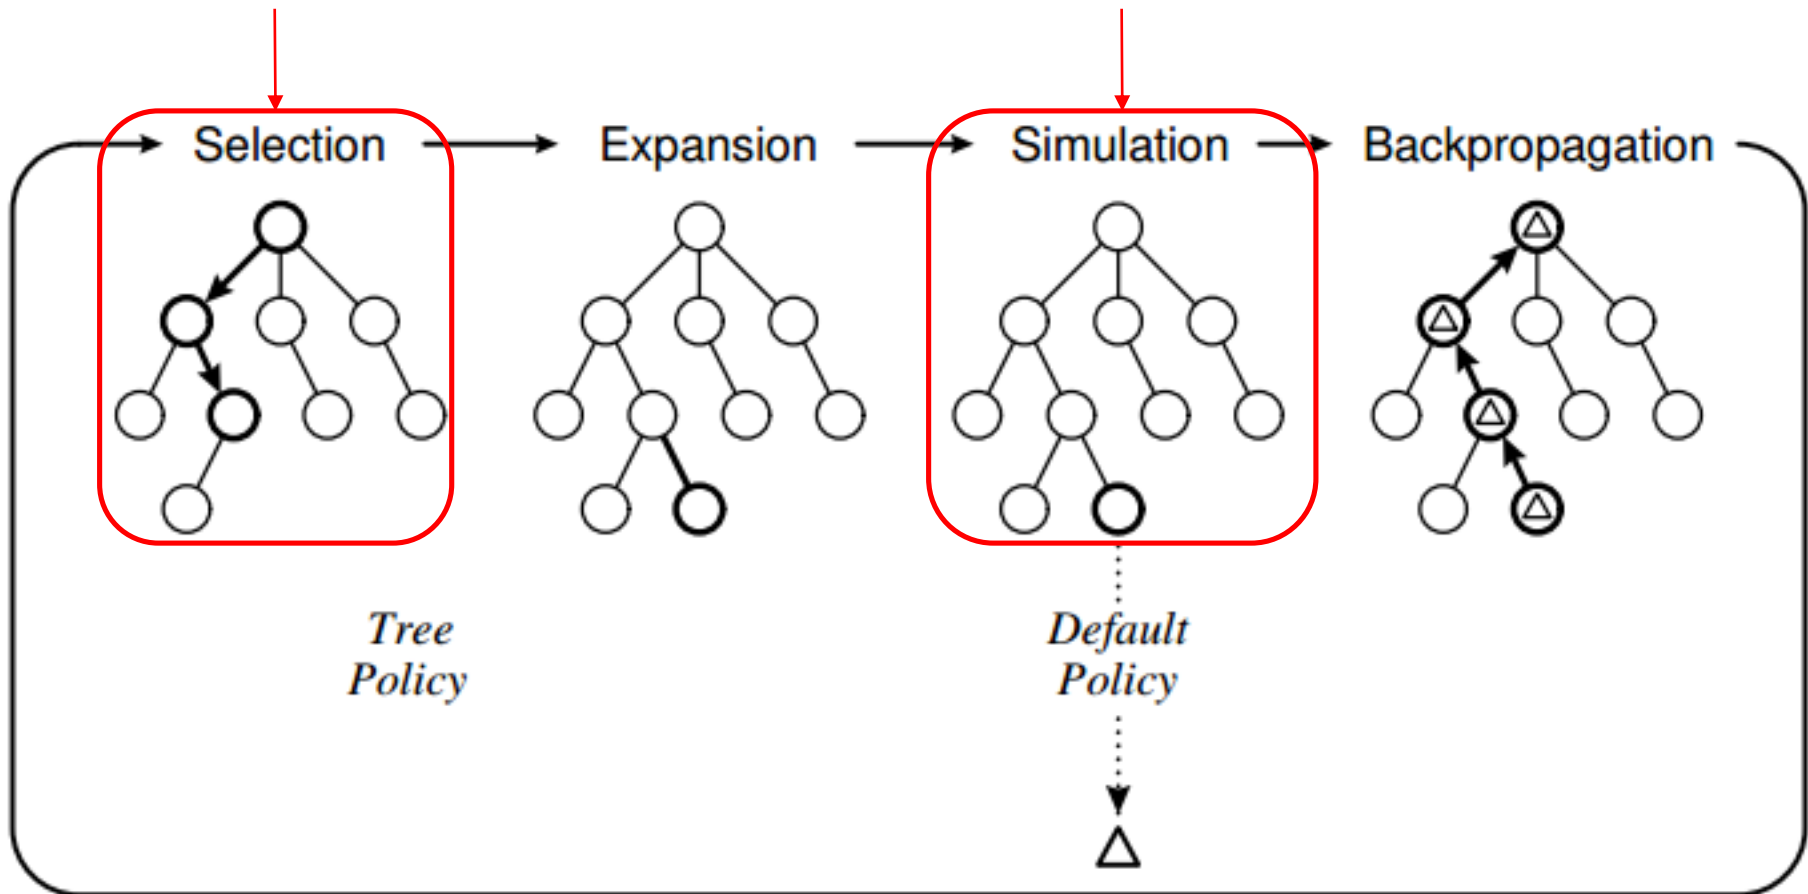 Selection
Expansion
Simulation
Backpropagation
Tree
Policy
Default
Policy